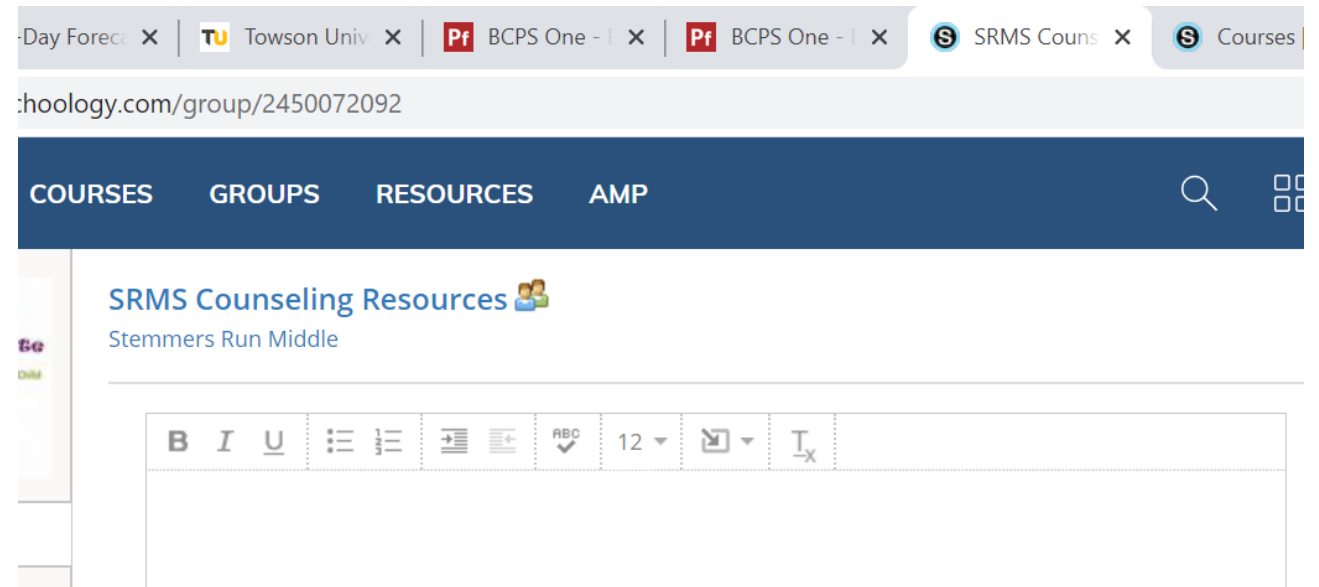 -Day Foreca TU Towson Univ Pf BCPS One - Pf BCPS One - S SRMS Couns S Courses
choology.com/group/2450072092
COURSES GROUPS RESOURCES AMP
SRMS Counseling Resources
Stemmers Run Middle
B I U ABC 12 Tx